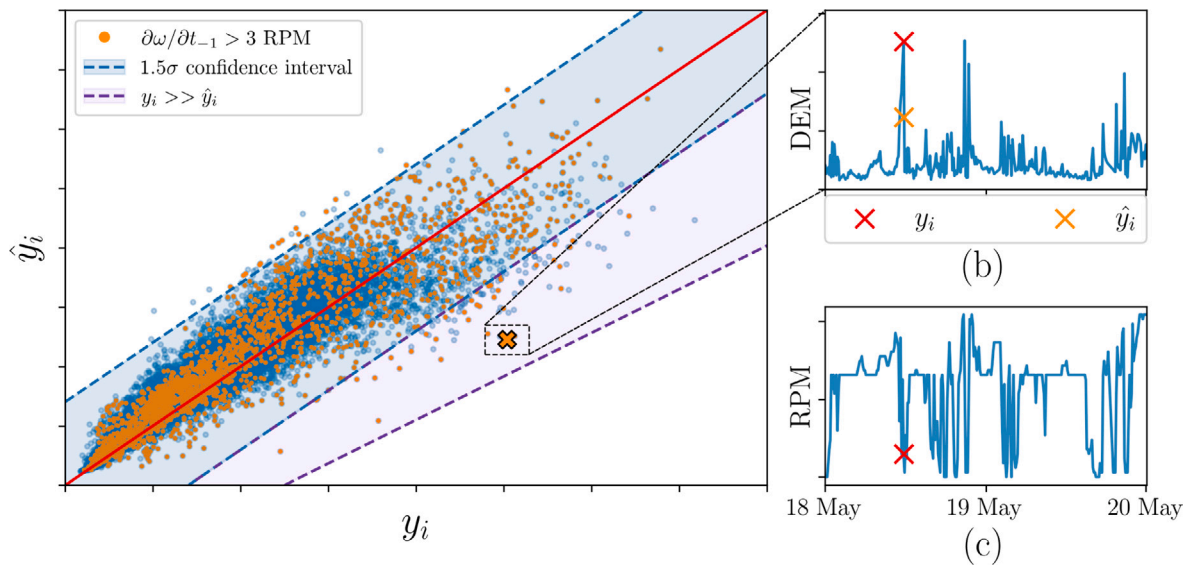 ∂ω/∂t₋₁ > 3 RPM
1.5σ confidence interval
yᵢ >> ŷᵢ
ŷᵢ
yᵢ
DEM
yᵢ ŷᵢ
(b)
RPM
18 May 19 May 20 May
(c)